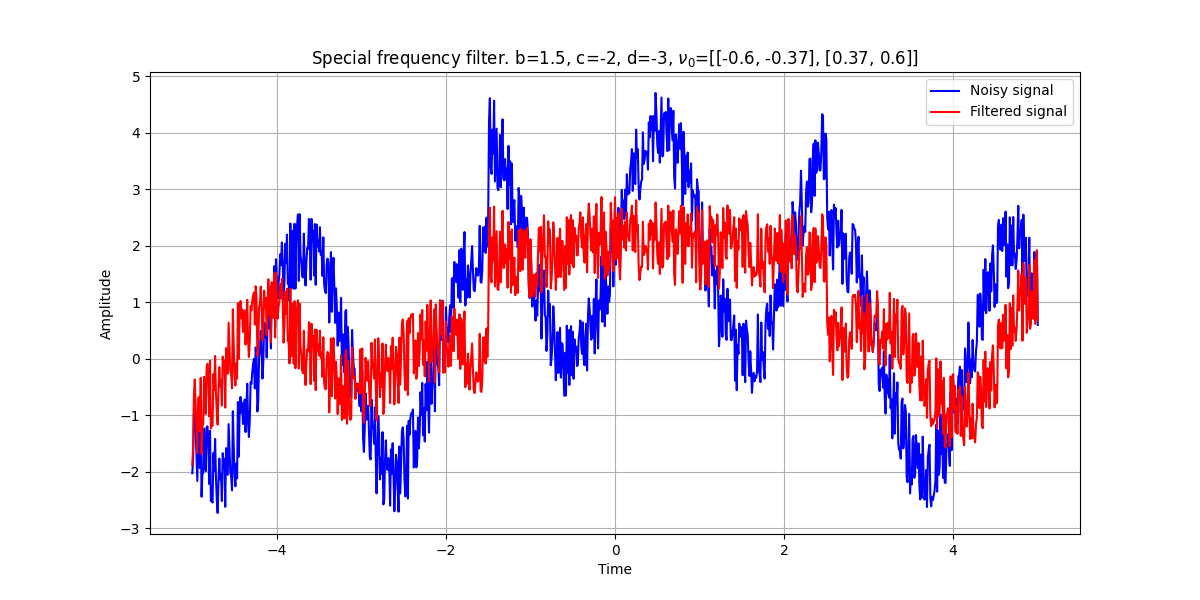 Special frequency filter. b=1.5, c=-2, d=-3, ν₀=[[-0.6, -0.37], [0.37, 0.6]]
Noisy signal
Filtered signal
Amplitude
5
4
3
2
1
0
−1
−2
−3
−4
−2
0
2
4
Time